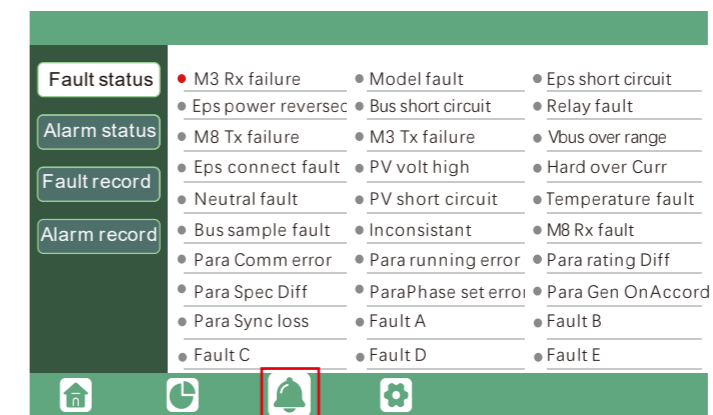 Fault status
Alarm status
Fault record
Alarm record
M3 Rx failure Model fault Eps short circuit
Eps power reversec Bus short circuit Relay fault
M8 Tx failure M3 Tx failure Vbus over range
Eps connect fault PV volt high Hard over Curr
Neutral fault PV short circuit Temperature fault
Bus sample fault Inconsistant M8 Rx fault
Para Comm error Para running error Para rating Diff
Para Spec Diff ParaPhase set error Para Gen OnAccord
Para Sync loss Fault A Fault B
Fault C Fault D Fault E